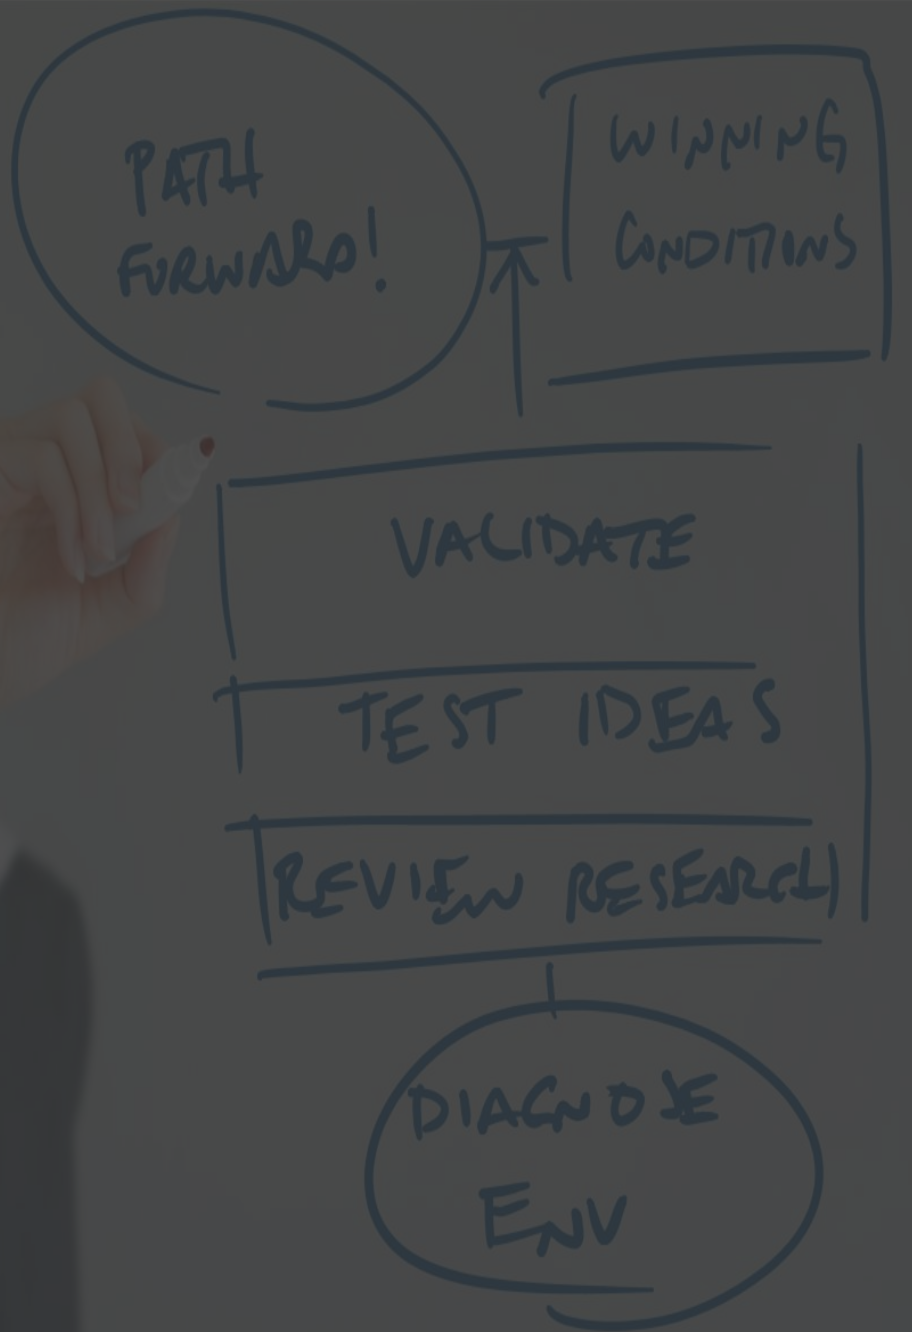 PATH
FORWARD!
WINNING
CONDITIONS
VALIDATE
TEST IDEAS
REVIEW RESEARCH
DIAGNOSE
ENV